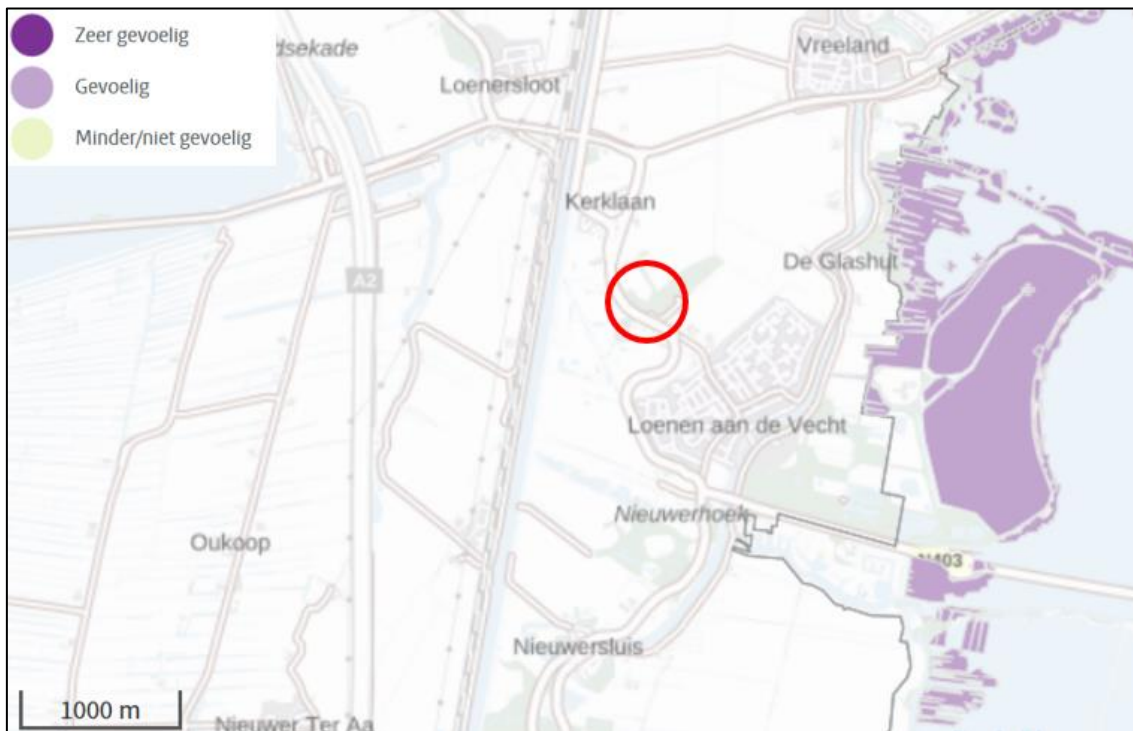 Zeer gevoelig
Gevoelig
Minder/niet gevoelig
dsekade
Loenersloot
Vreeland
Kerklaan
De Glashut
A2
Loenen aan de Vecht
Nieuwerhoek
Oukoop
N403
Nieuwersluis
1000 m
Nieuwer Ter Aa